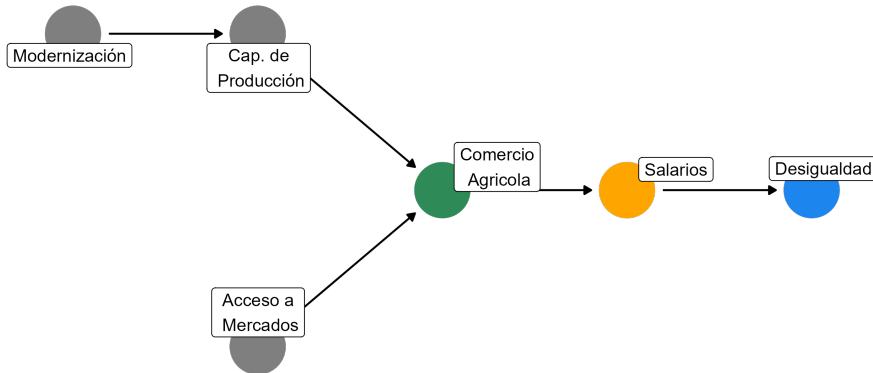 Modernización
Cap. de
Producción
Comercio
Agricola
Salarios
Desigualdad
Acceso a
Mercados